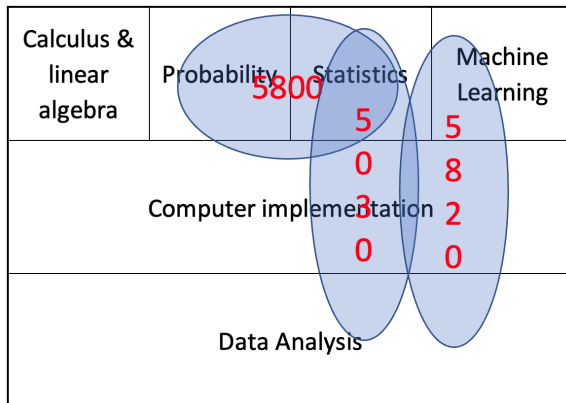 Calculus &
linear
algebra
Probability
Statistics
Machine
Learning
5800
5
0
3
0
5
8
2
0
Computer implementation
Data Analysis